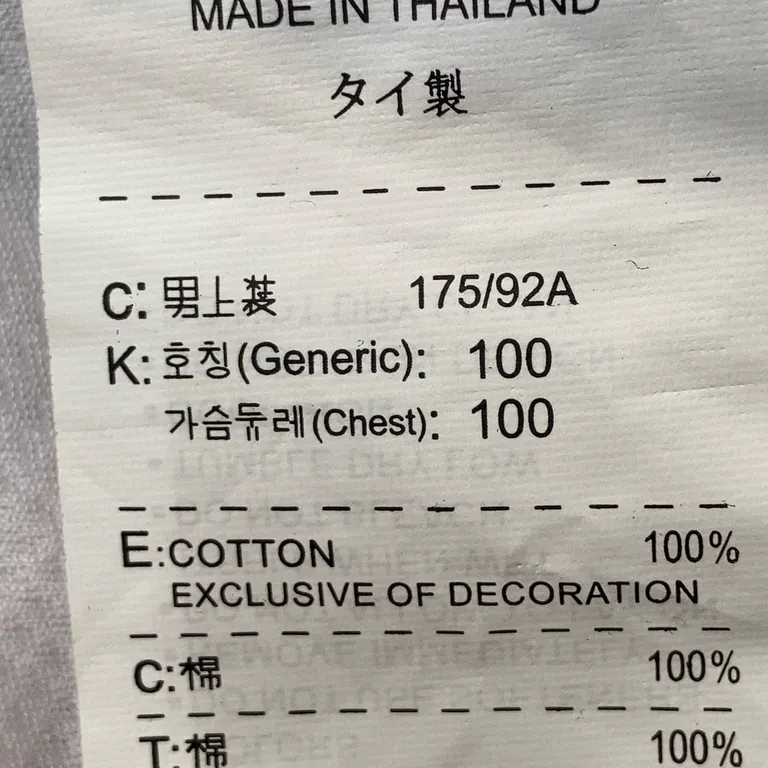 MADE IN THAILAND
タイ製
C: 男上装 175/92A
K: 호칭(Generic): 100
가슴둘레(Chest): 100
E:COTTON 100%
EXCLUSIVE OF DECORATION
C:棉 100%
T:棉 100%